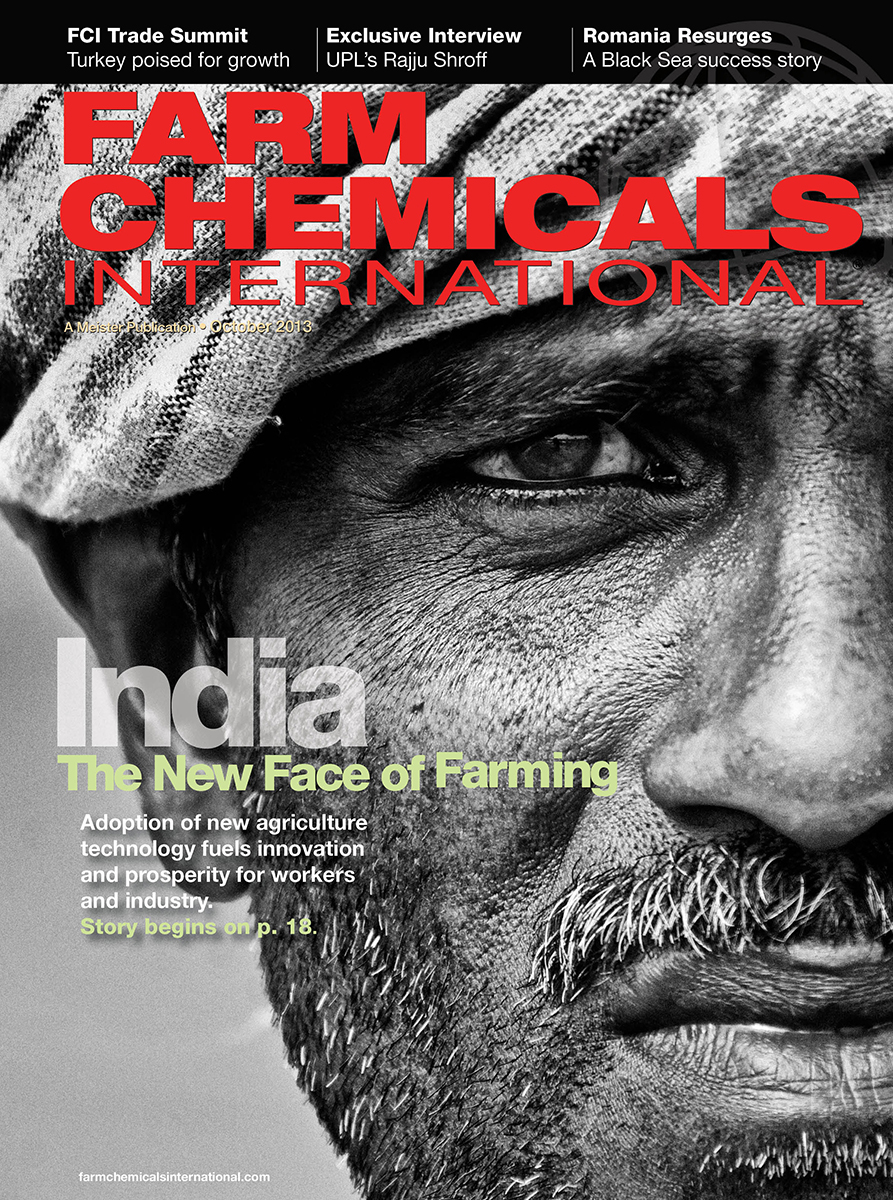 FCI Trade Summit
Turkey poised for growth
Exclusive Interview
UPL's Rajju Shroff
Romania Resurges
A Black Sea success story
FARM
CHEMICALS
INTERNATIONAL
A Meister Publication • October 2013
India
The New Face of Farming
Adoption of new agriculture
technology fuels innovation
and prosperity for workers
and industry.
Story begins on p. 18.
farmchemicalsinternational.com